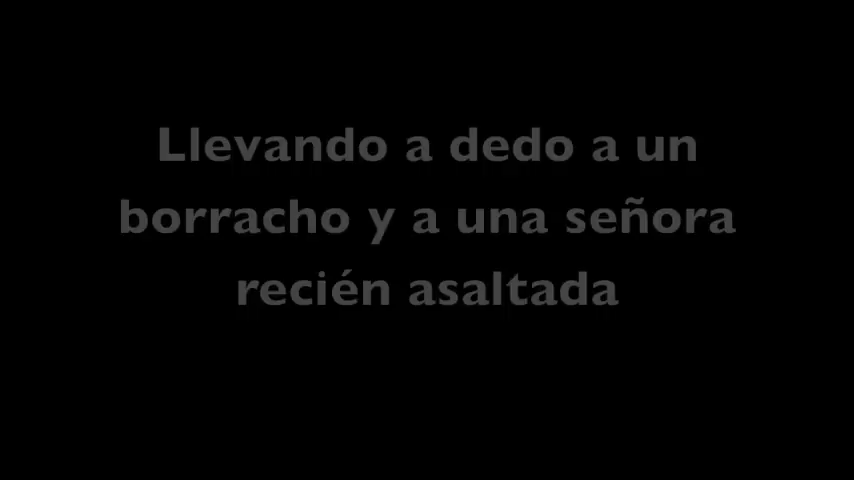 Llevando a dedo a un
borracho y a una señora
recién asaltada